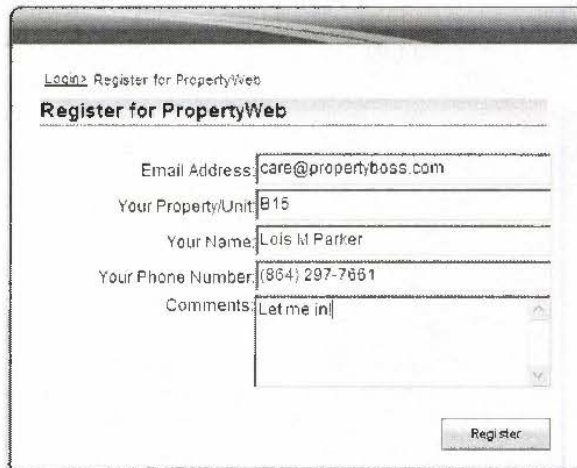 Login> Register for PropertyWeb
Register for PropertyWeb
Email Address: care@propertyboss.com
Your Property/Unit: B15
Your Name: Lois M Parker
Your Phone Number: (864) 297-7661
Comments: Let me in!
Register